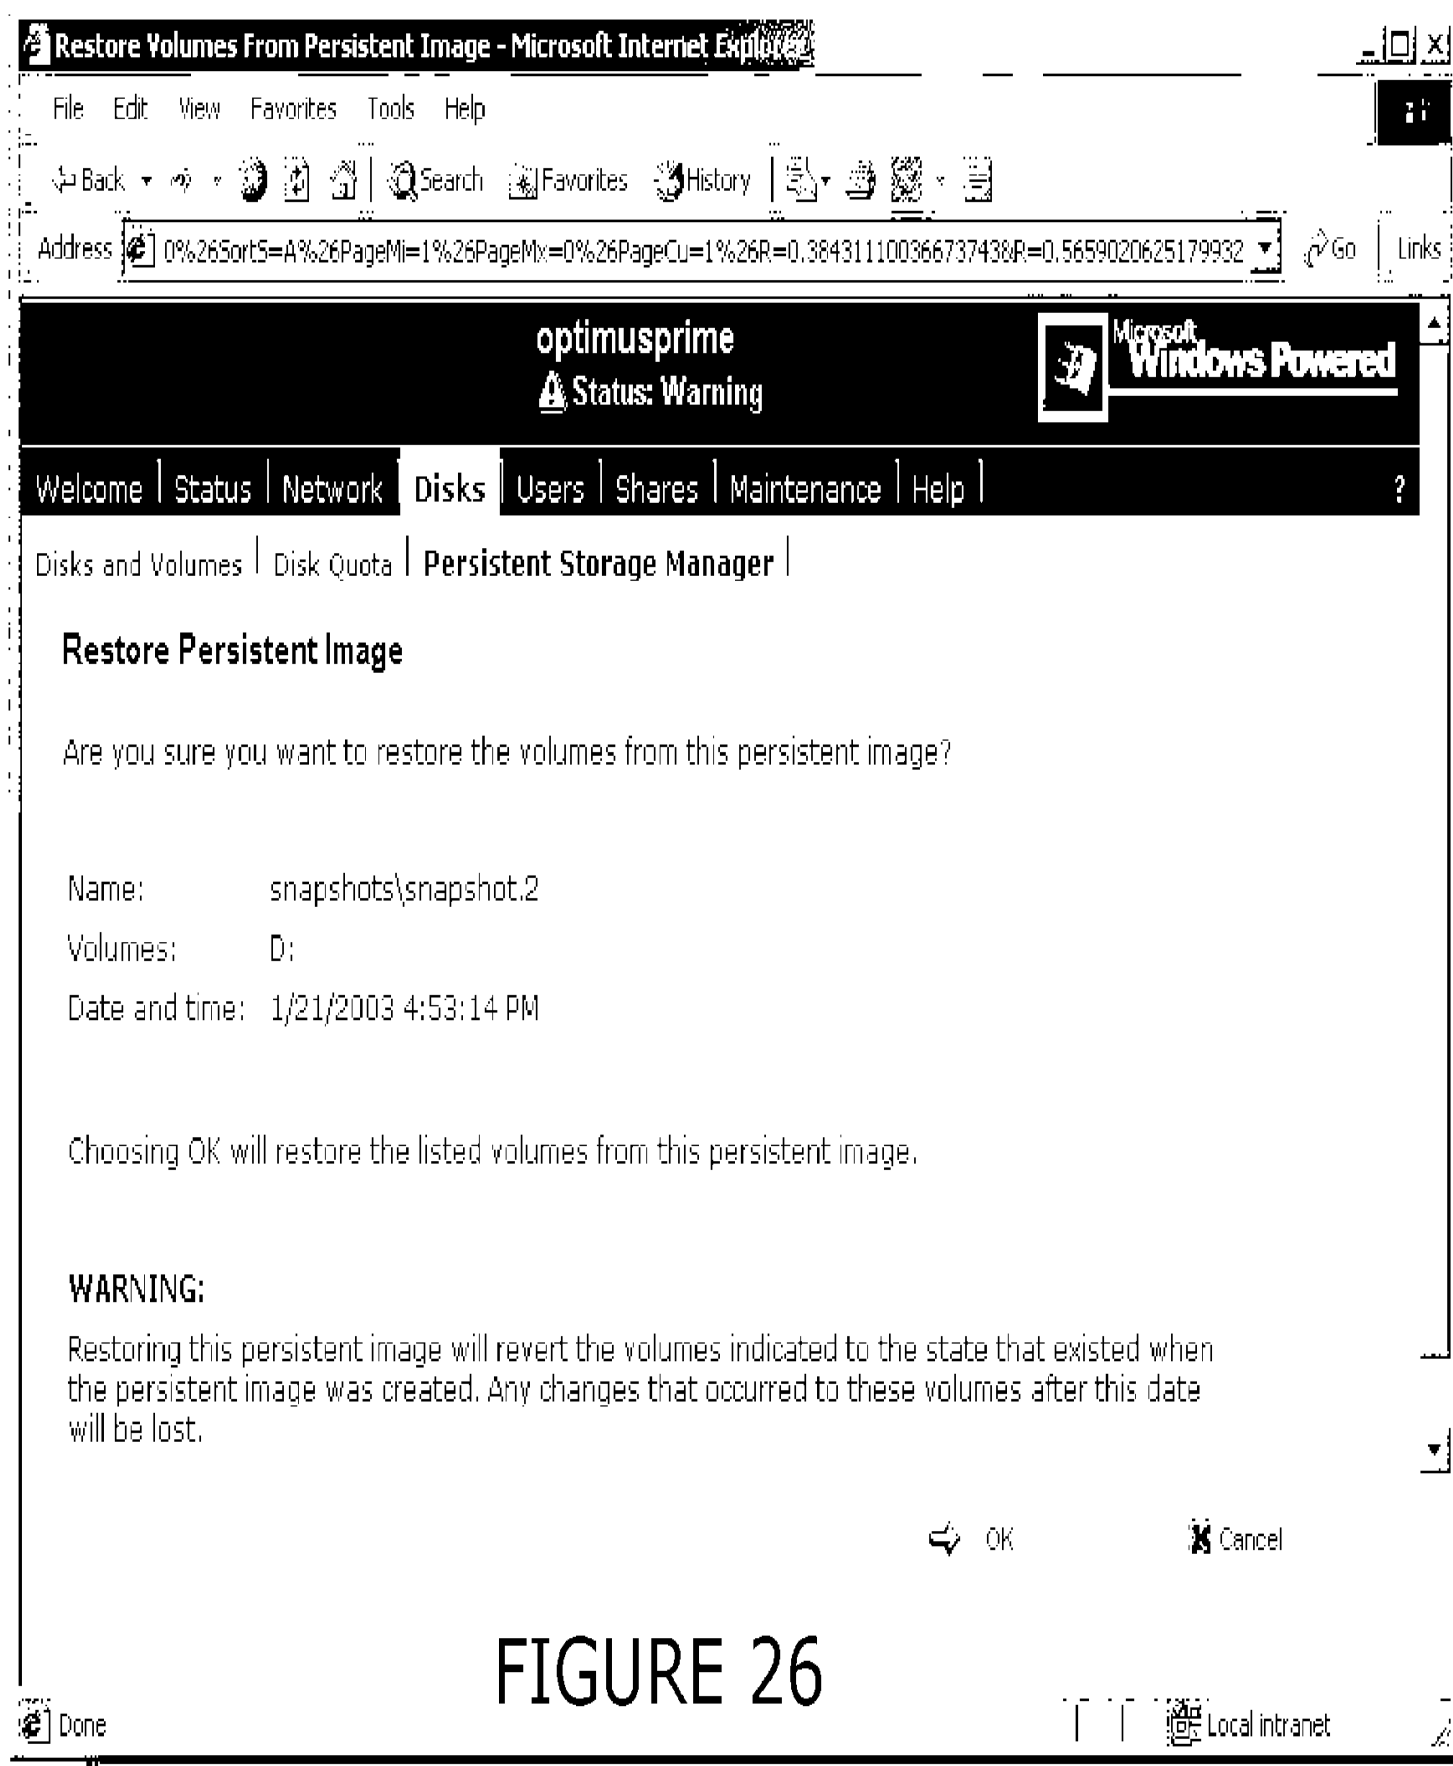 Restore Volumes From Persistent Image - Microsoft Internet Explorer
File Edit View Favorites Tools Help
Back Search Favorites History
Address 0%26SortS=A%26PageMi=1%26PageMx=0%26PageCu=1%26R=0.3843111003667374&R=0.5659020625179932 Go Links
optimusprime
Status: Warning
Microsoft
Windows Powered
Welcome Status Network Disks Users Shares Maintenance Help ?
Disks and Volumes Disk Quota Persistent Storage Manager
Restore Persistent Image
Are you sure you want to restore the volumes from this persistent image?
Name: snapshots\snapshot.2
Volumes: D:
Date and time: 1/21/2003 4:53:14 PM
Choosing OK will restore the listed volumes from this persistent image.
WARNING:
Restoring this persistent image will revert the volumes indicated to the state that existed when
the persistent image was created. Any changes that occurred to these volumes after this date
will be lost.
OK Cancel
FIGURE 26
Done Local intranet